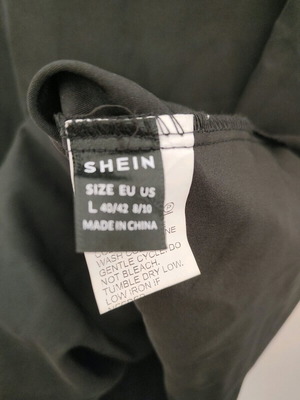 SHEIN
SIZE EU US
L 40/42 8/10
MADE IN CHINA
WASH
GENTLE CYCLE. DO
NOT BLEACH.
TUMBLE DRY LOW.
LOW IRON IF